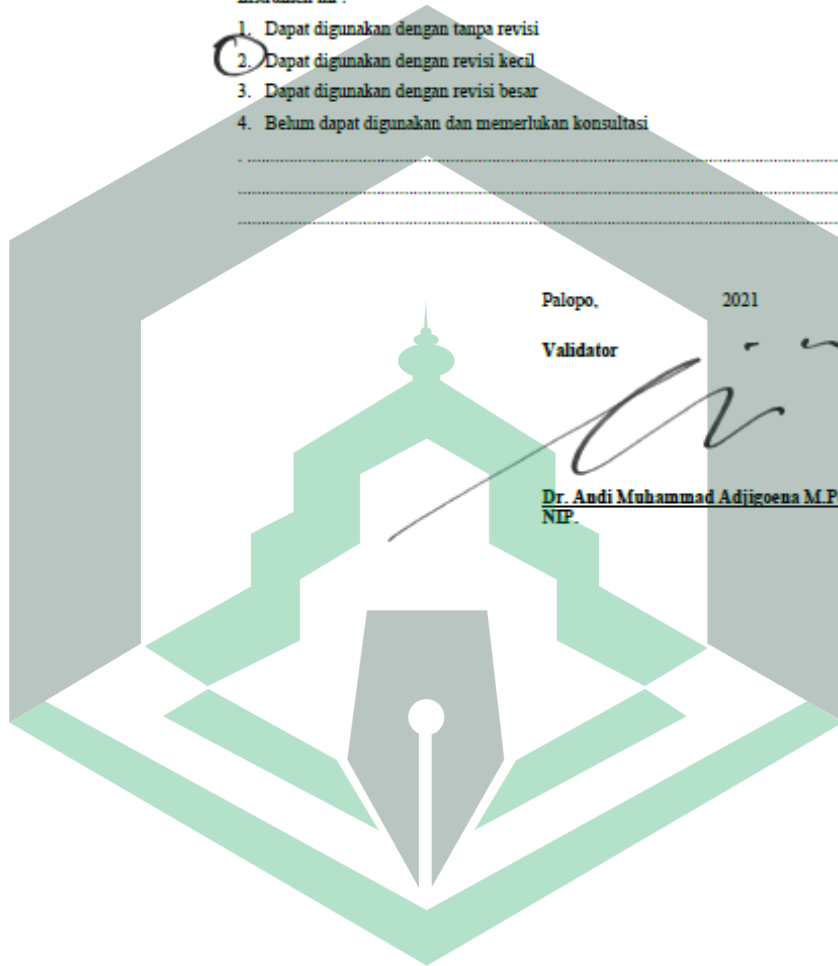 1. Dapat digunakan dengan tanpa revisi
2. Dapat digunakan dengan revisi kecil
3. Dapat digunakan dengan revisi besar
4. Belum dapat digunakan dan memerlukan konsultasi
Palopo, 2021
Validator
Dr. Andi Muhammad Adjigoena M.P
NIP.